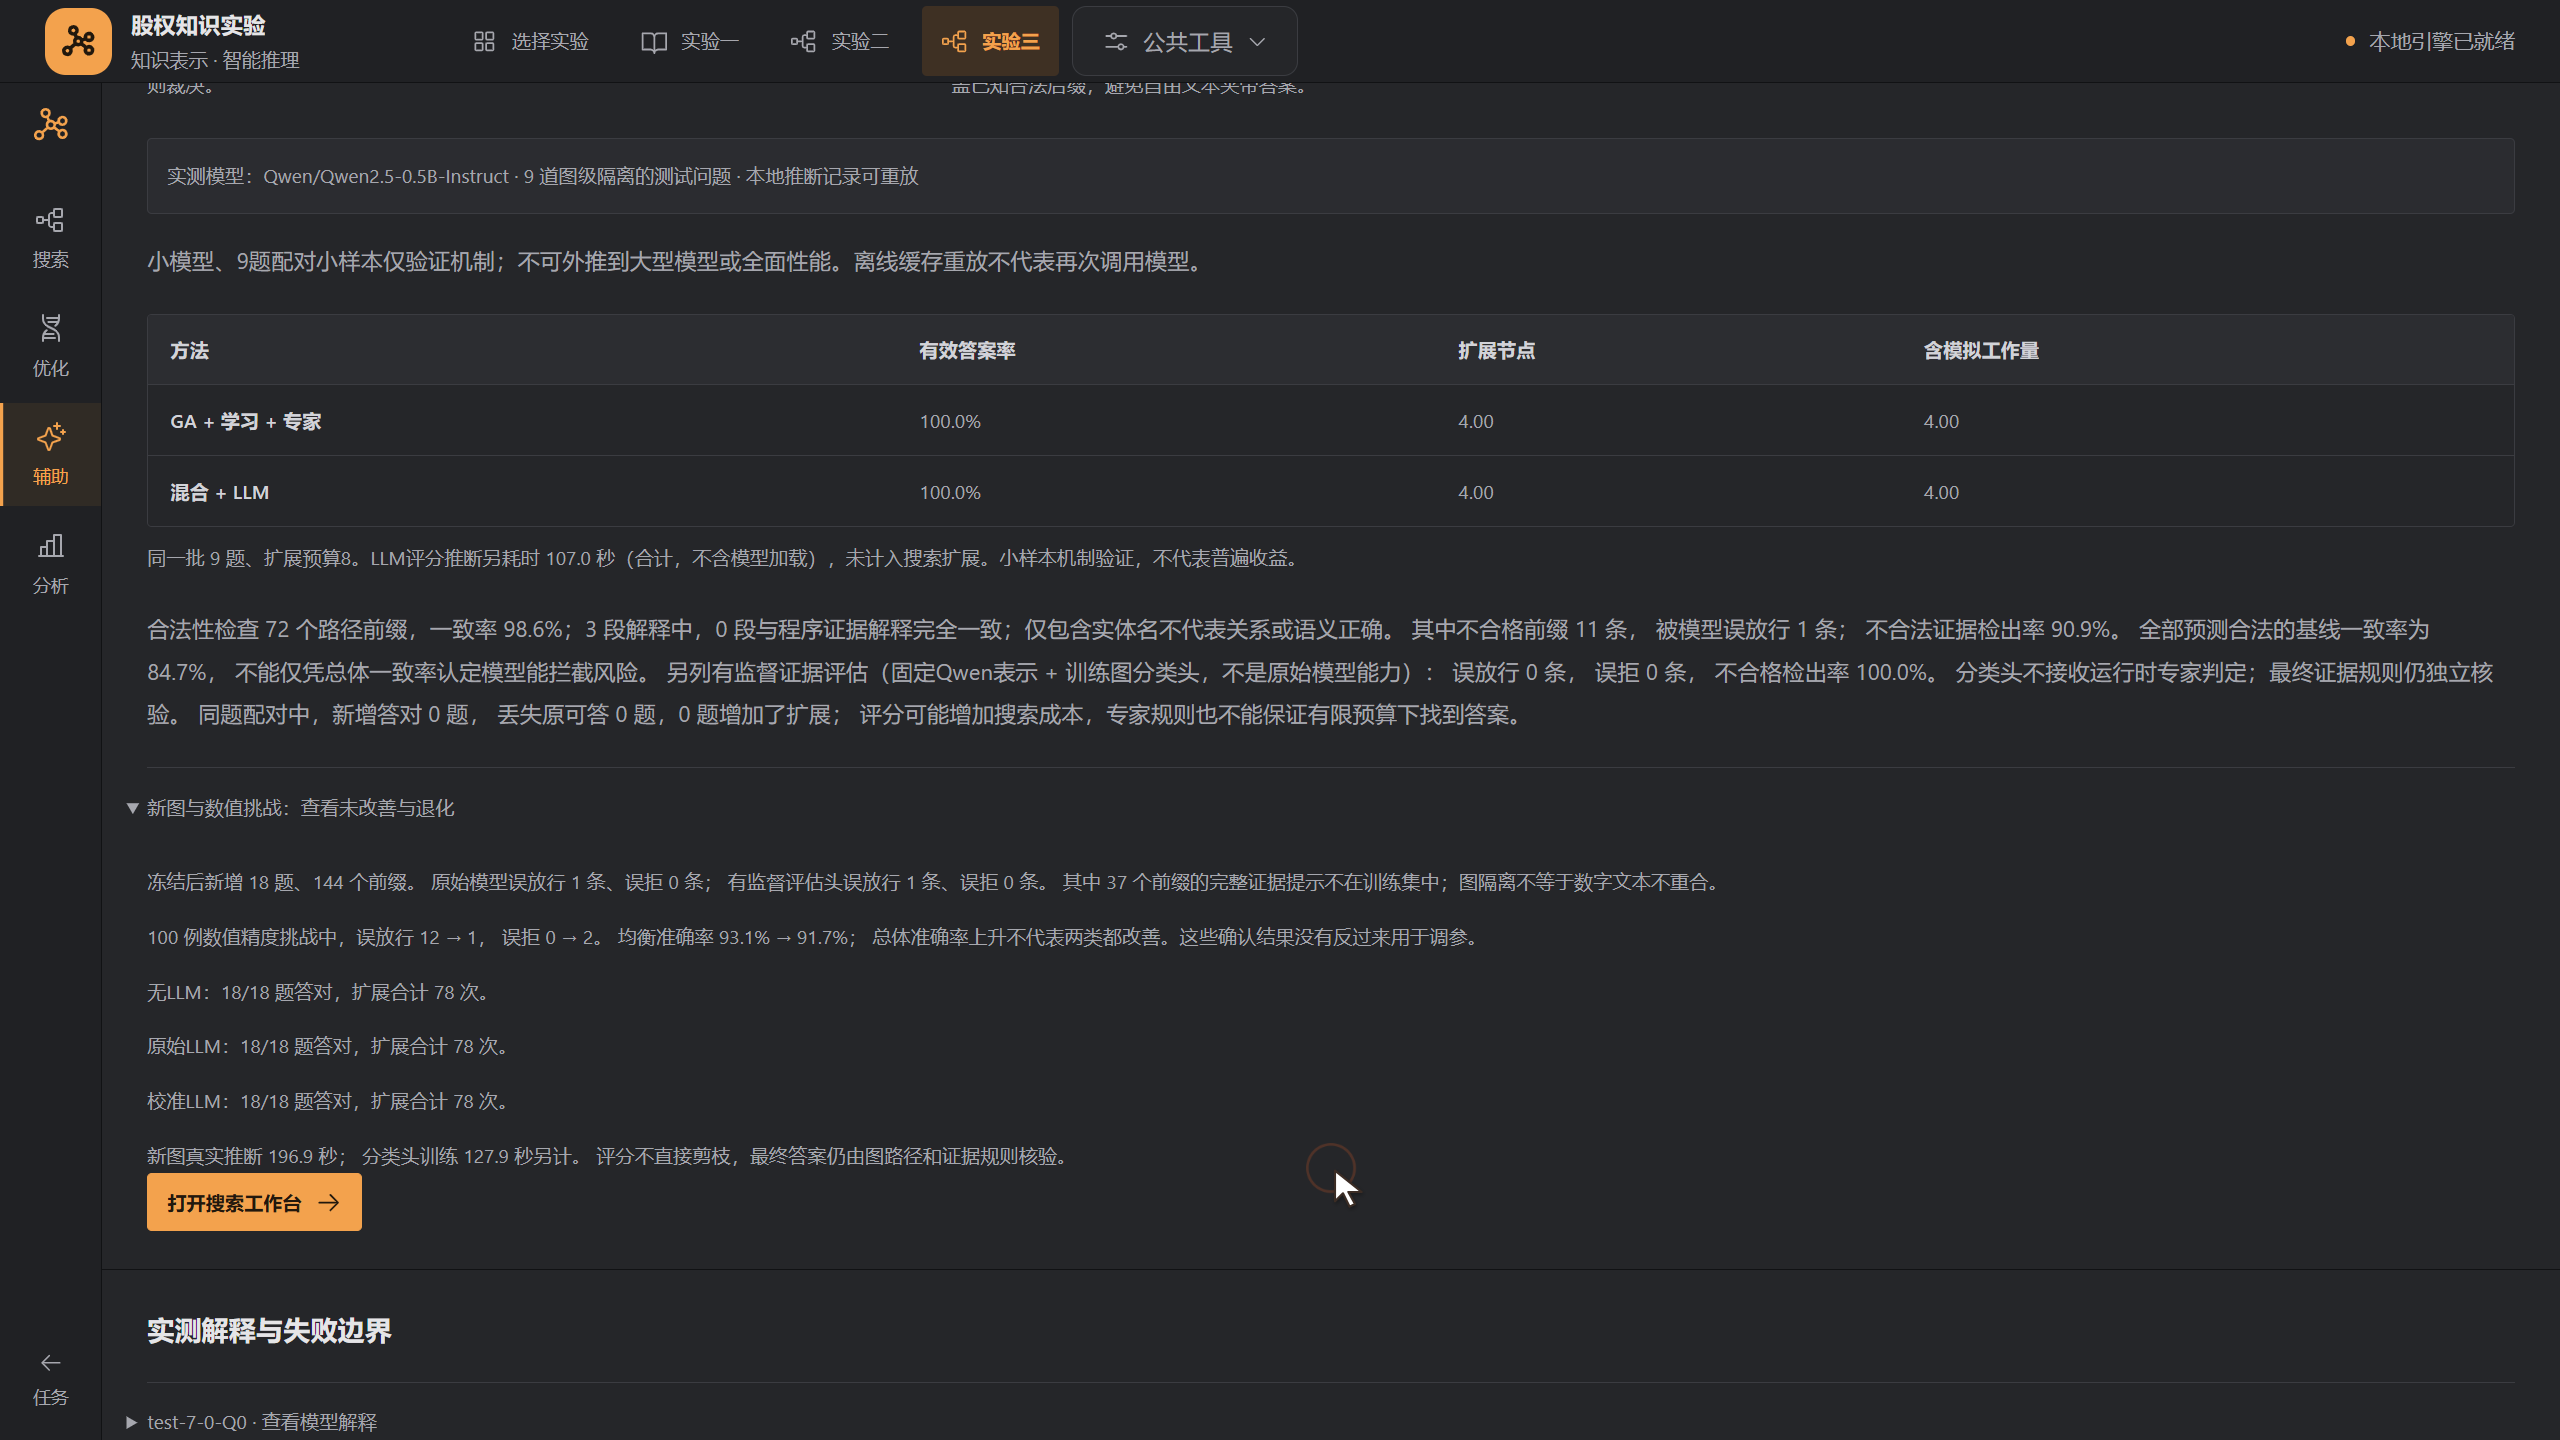 股权知识实验
知识表示 · 智能推理
选择实验
实验一
实验二
实验三
公共工具
本地引擎已就绪
搜索
优化
辅助
分析
任务
则裁决。
盖已知合法后缀，避免自由文本夹带答案。
实测模型：Qwen/Qwen2.5-0.5B-Instruct · 9 道图级隔离的测试问题 · 本地推断记录可重放
小模型、9题配对小样本仅验证机制；不可外推到大型模型或全面性能。离线缓存重放不代表再次调用模型。
方法 有效答案率 扩展节点 含模拟工作量
GA + 学习 + 专家 100.0% 4.00 4.00
混合 + LLM 100.0% 4.00 4.00
同一批 9 题、扩展预算8。LLM评分推断另耗时 107.0 秒（合计，不含模型加载），未计入搜索扩展。小样本机制验证，不代表普遍收益。
合法性检查 72 个路径前缀，一致率 98.6%；3 段解释中，0 段与程序证据解释完全一致；仅包含实体名不代表关系或语义正确。 其中不合格前缀 11 条， 被模型误放行 1 条； 不合法证据检出率 90.9%。 全部预测合法的基线一致率为
84.7%， 不能仅凭总体一致率认定模型能拦截风险。 另列有监督证据评估（固定Qwen表示 + 训练图分类头，不是原始模型能力）： 误放行 0 条， 误拒 0 条， 不合格检出率 100.0%。 分类头不接收运行时专家判定；最终证据规则仍独立核
验。 同题配对中，新增答对 0 题， 丢失原可答 0 题，0 题增加了扩展； 评分可能增加搜索成本，专家规则也不能保证有限预算下找到答案。
▼ 新图与数值挑战：查看未改善与退化
冻结后新增 18 题、144 个前缀。 原始模型误放行 1 条、误拒 0 条； 有监督评估头误放行 1 条、误拒 0 条。 其中 37 个前缀的完整证据提示不在训练集中；图隔离不等于数字文本不重合。
100 例数值精度挑战中，误放行 12 → 1， 误拒 0 → 2。 均衡准确率 93.1% → 91.7%； 总体准确率上升不代表两类都改善。这些确认结果没有反过来用于调参。
无LLM：18/18 题答对，扩展合计 78 次。
原始LLM：18/18 题答对，扩展合计 78 次。
校准LLM：18/18 题答对，扩展合计 78 次。
新图真实推断 196.9 秒； 分类头训练 127.9 秒另计。 评分不直接剪枝，最终答案仍由图路径和证据规则核验。
打开搜索工作台 →
实测解释与失败边界
▶ test-7-0-Q0 · 查看模型解释